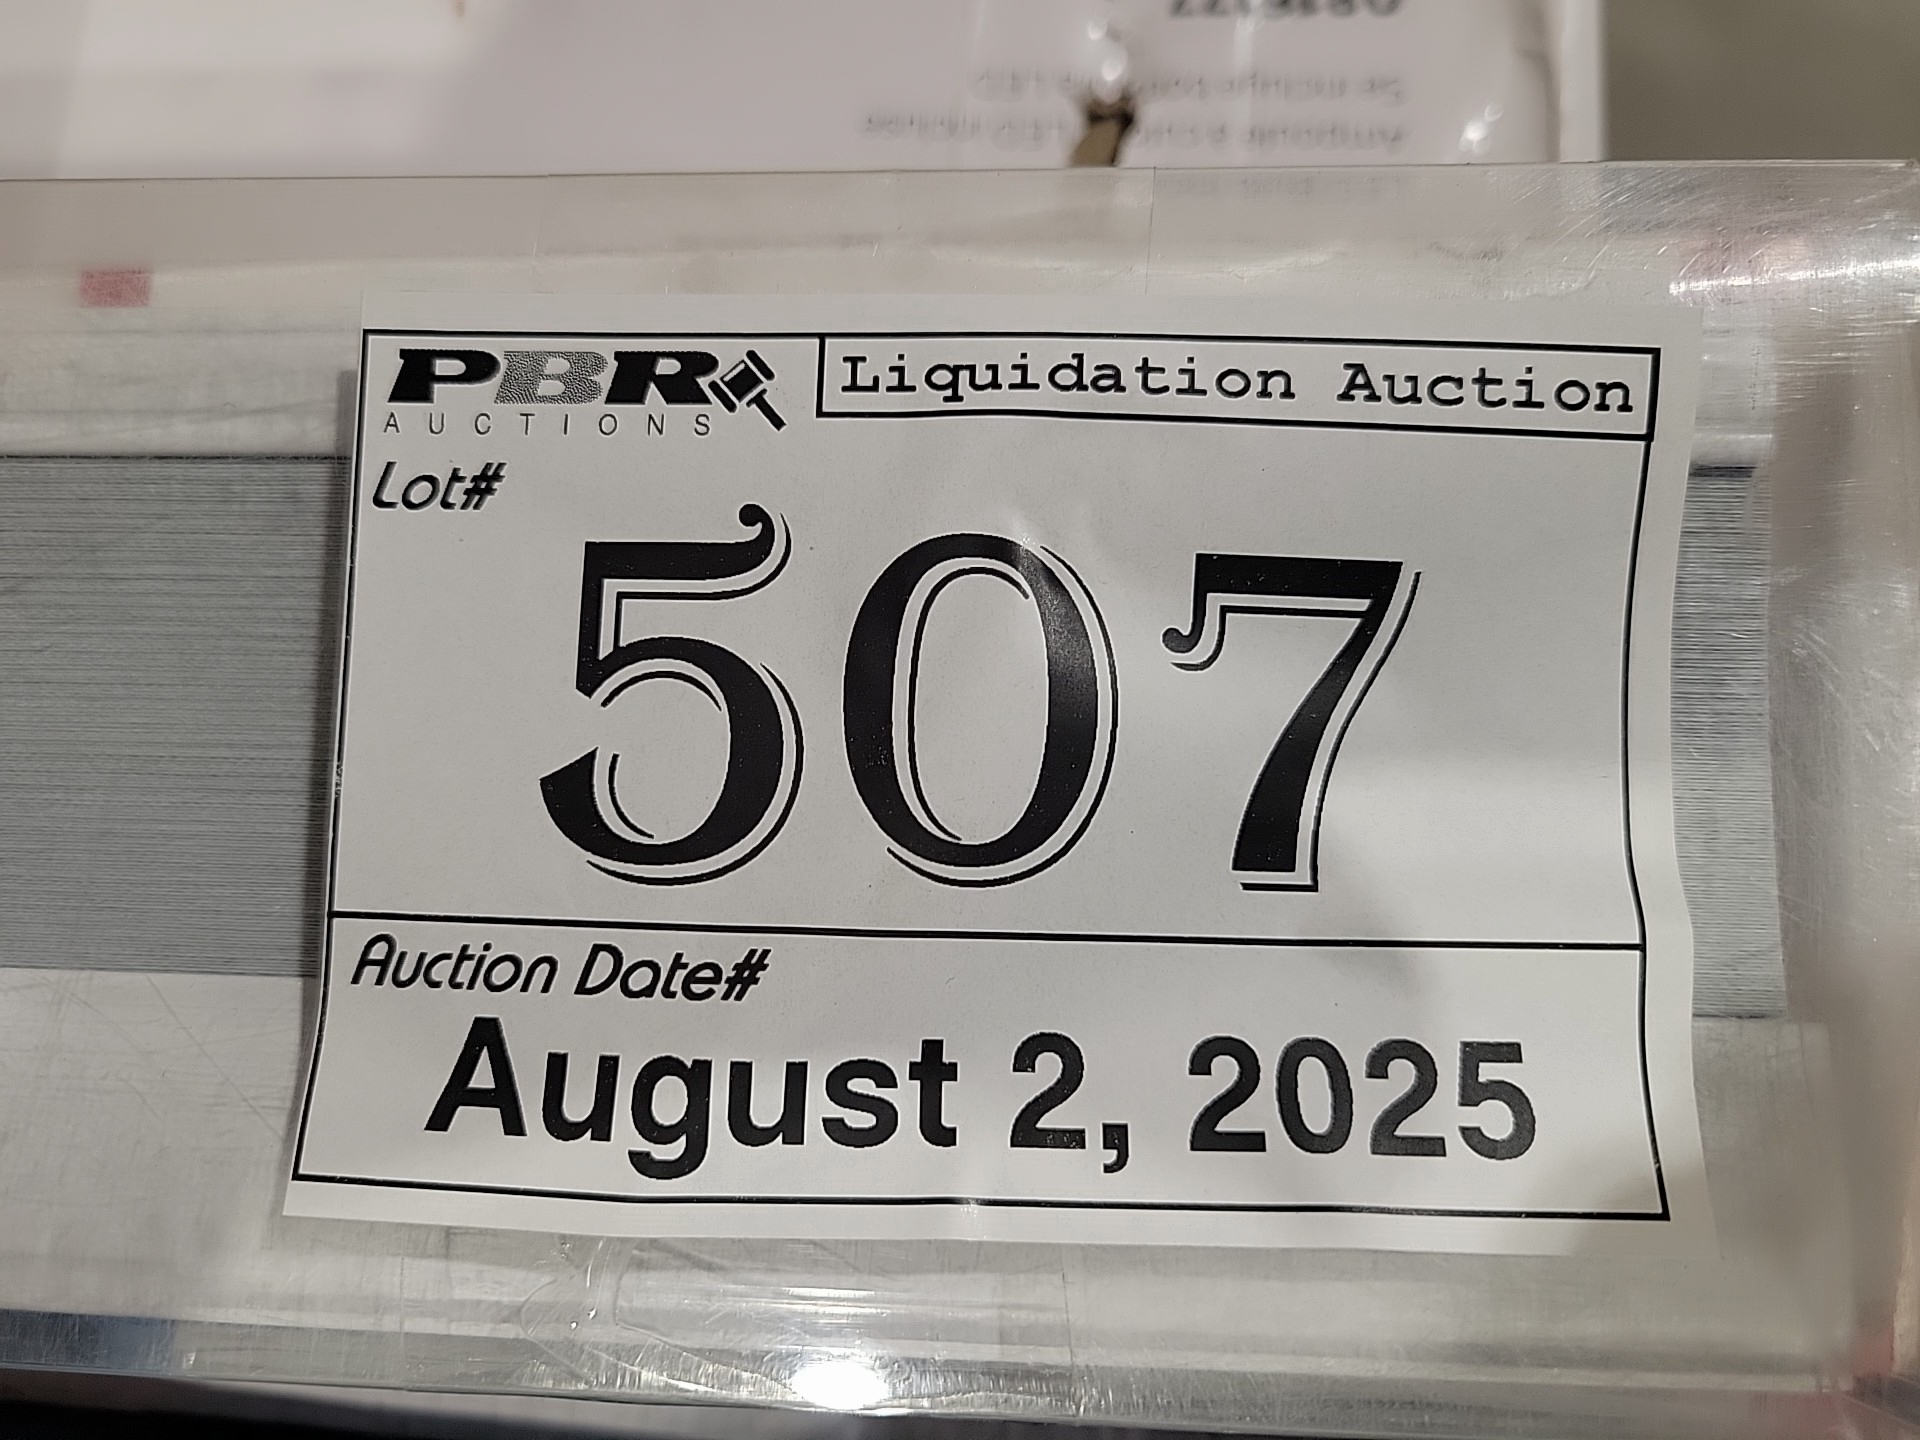 PBR
AUCTIONS
Liquidation Auction
Lot#
507
Auction Date#
August 2, 2025